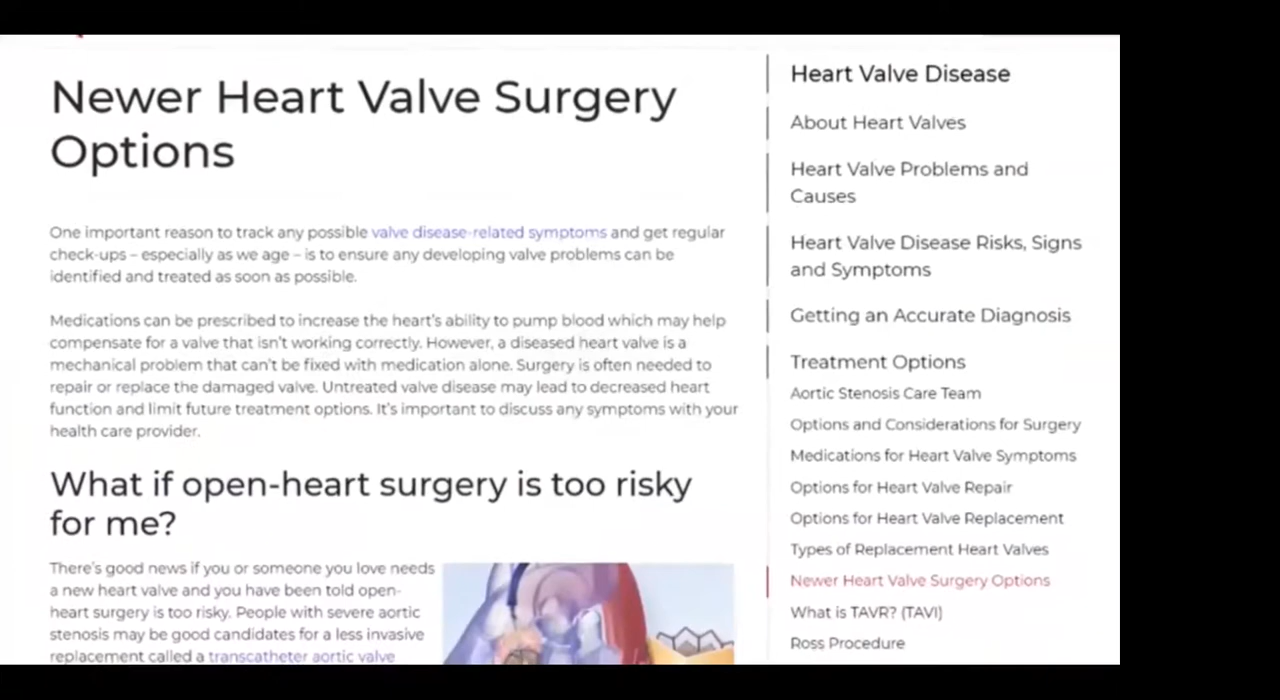 Newer Heart Valve Surgery
Options
One important reason to track any possible valve disease-related symptoms and get regular
check-ups – especially as we age – is to ensure any developing valve problems can be
identified and treated as soon as possible.
Medications can be prescribed to increase the heart's ability to pump blood which may help
compensate for a valve that isn't working correctly. However, a diseased heart valve is a
mechanical problem that can't be fixed with medication alone. Surgery is often needed to
repair or replace the damaged valve. Untreated valve disease may lead to decreased heart
function and limit future treatment options. It's important to discuss any symptoms with your
health care provider.
What if open-heart surgery is too risky
for me?
There's good news if you or someone you love needs
a new heart valve and you have been told open-
heart surgery is too risky. People with severe aortic
stenosis may be good candidates for a less invasive
replacement called a transcatheter aortic valve
Heart Valve Disease
About Heart Valves
Heart Valve Problems and
Causes
Heart Valve Disease Risks, Signs
and Symptoms
Getting an Accurate Diagnosis
Treatment Options
Aortic Stenosis Care Team
Options and Considerations for Surgery
Medications for Heart Valve Symptoms
Options for Heart Valve Repair
Options for Heart Valve Replacement
Types of Replacement Heart Valves
Newer Heart Valve Surgery Options
What is TAVR? (TAVI)
Ross Procedure